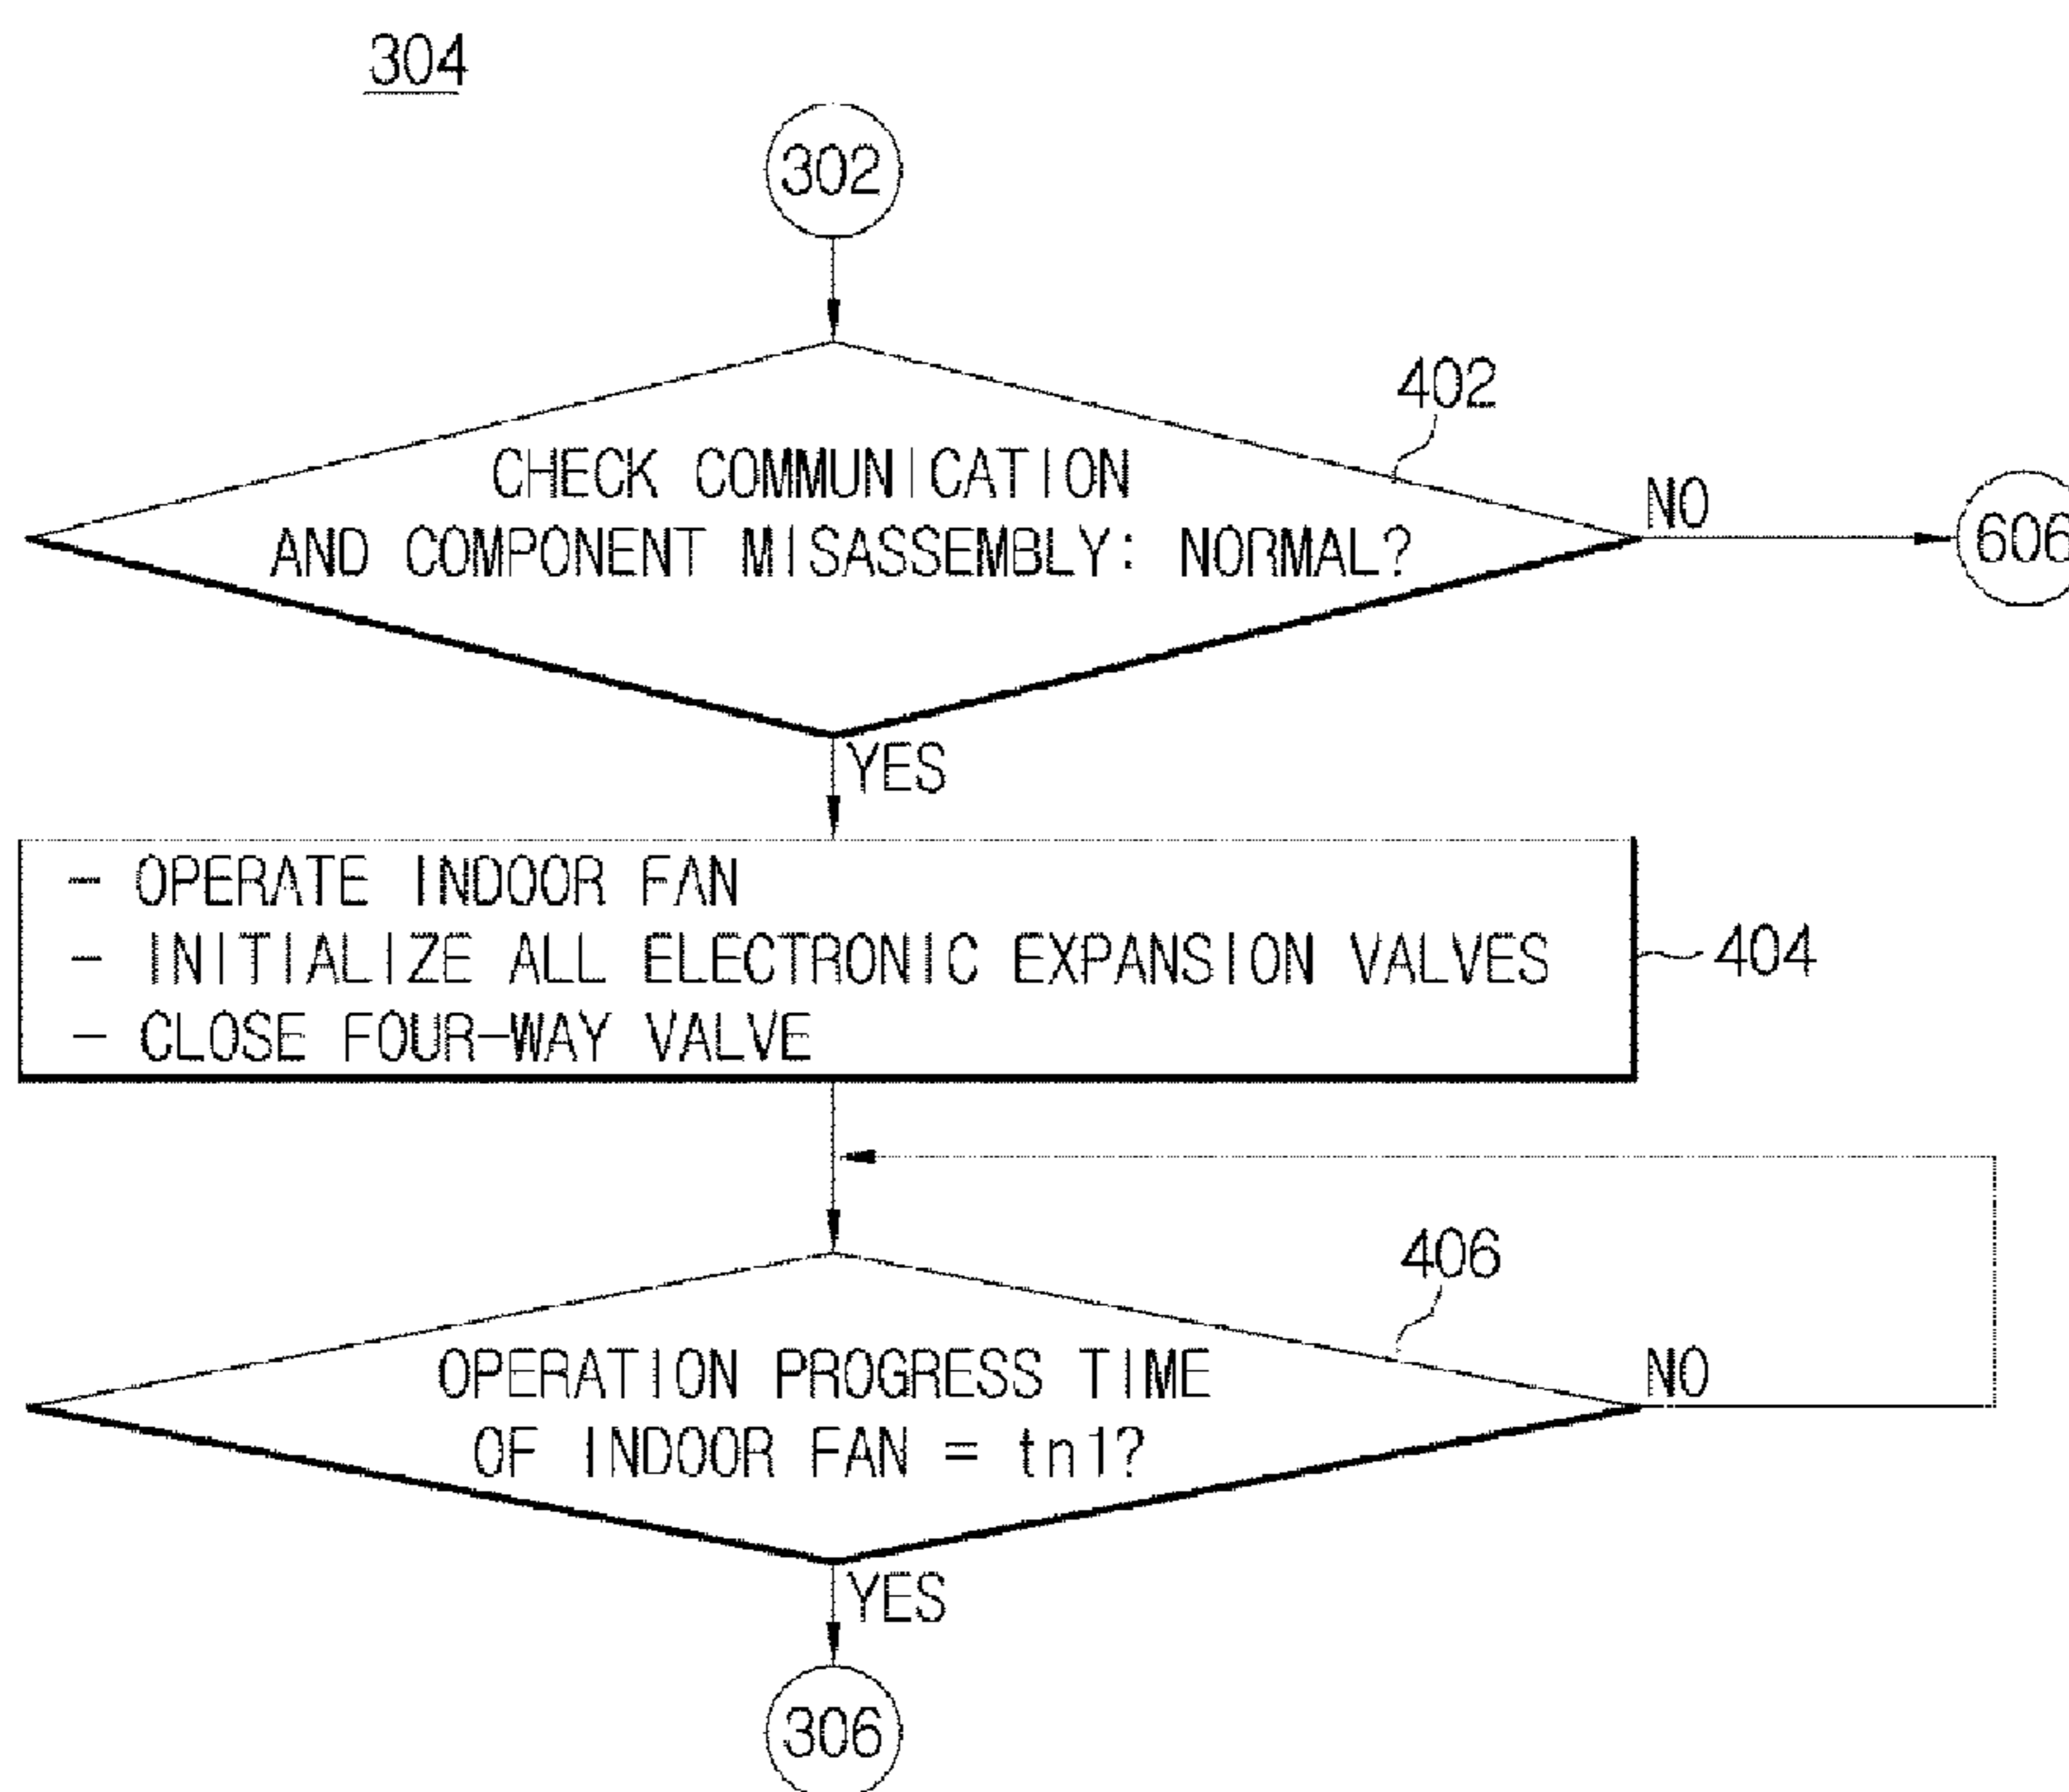 304
302
402
CHECK COMMUNICATION
AND COMPONENT MISASSEMBLY: NORMAL?
NO
606
YES
- OPERATE INDOOR FAN
- INITIALIZE ALL ELECTRONIC EXPANSION VALVES
- CLOSE FOUR-WAY VALVE
404
406
OPERATION PROGRESS TIME
OF INDOOR FAN = tn1?
NO
YES
306